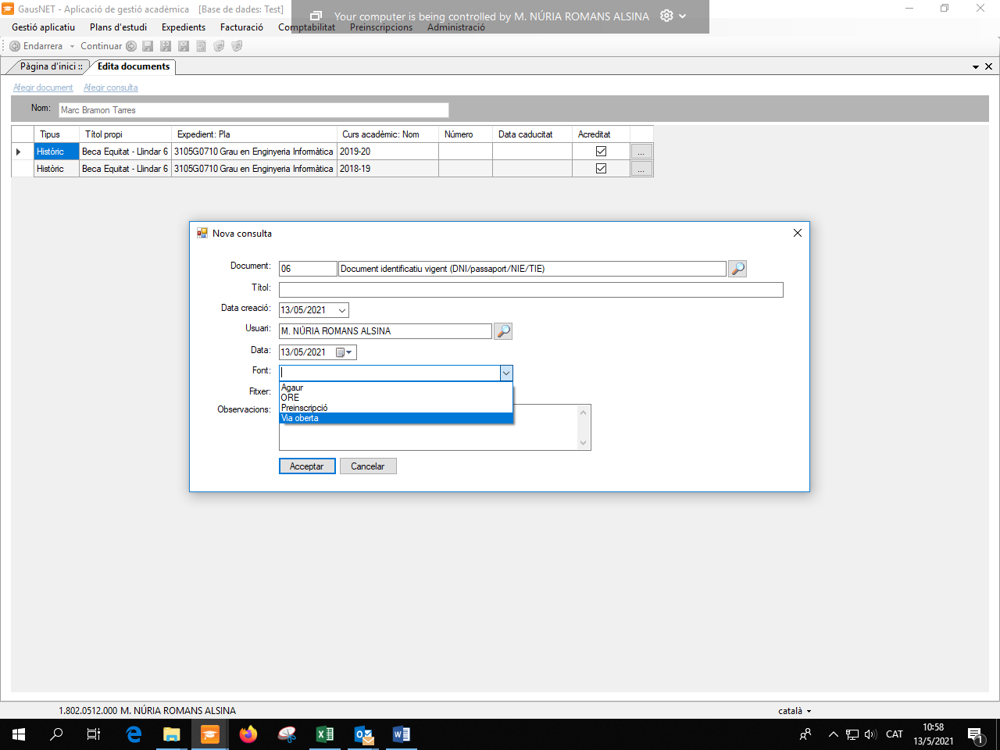 GausNET - Aplicació de gestió acadèmica [Base de dades: Test]
Your computer is being controlled by M. NÚRIA ROMANS ALSINA
Gestió aplicatiu Plans d'estudi Expedients Facturació Comptabilitat Preinscripcions Administració
Endarrera Continuar
Pàgina d'inici :: Edita documents
Afegir document Afegir consulta
Nom: Marc Bramon Tarres
Tipus Títol propi Expedient: Pla Curs acadèmic: Nom Número Data caducitat Acreditat
Històric Beca Equitat - Llindar 6 3105G0710 Grau en Enginyeria Informàtica 2019-20 ...
Històric Beca Equitat - Llindar 6 3105G0710 Grau en Enginyeria Informàtica 2018-19 ...
Nova consulta
Document: 06 Document identificatiu vigent (DNI/passaport/NIE/TIE)
Títol:
Data creació: 13/05/2021
Usuari: M. NÚRIA ROMANS ALSINA
Data: 13/05/2021
Font:
Agaur
Fitxer:
ORE
Preinscripció
Observacions:
Via oberta
Acceptar Cancelar
1.802.0512.000 M. NÚRIA ROMANS ALSINA català
CAT 10:58
13/5/2021 1